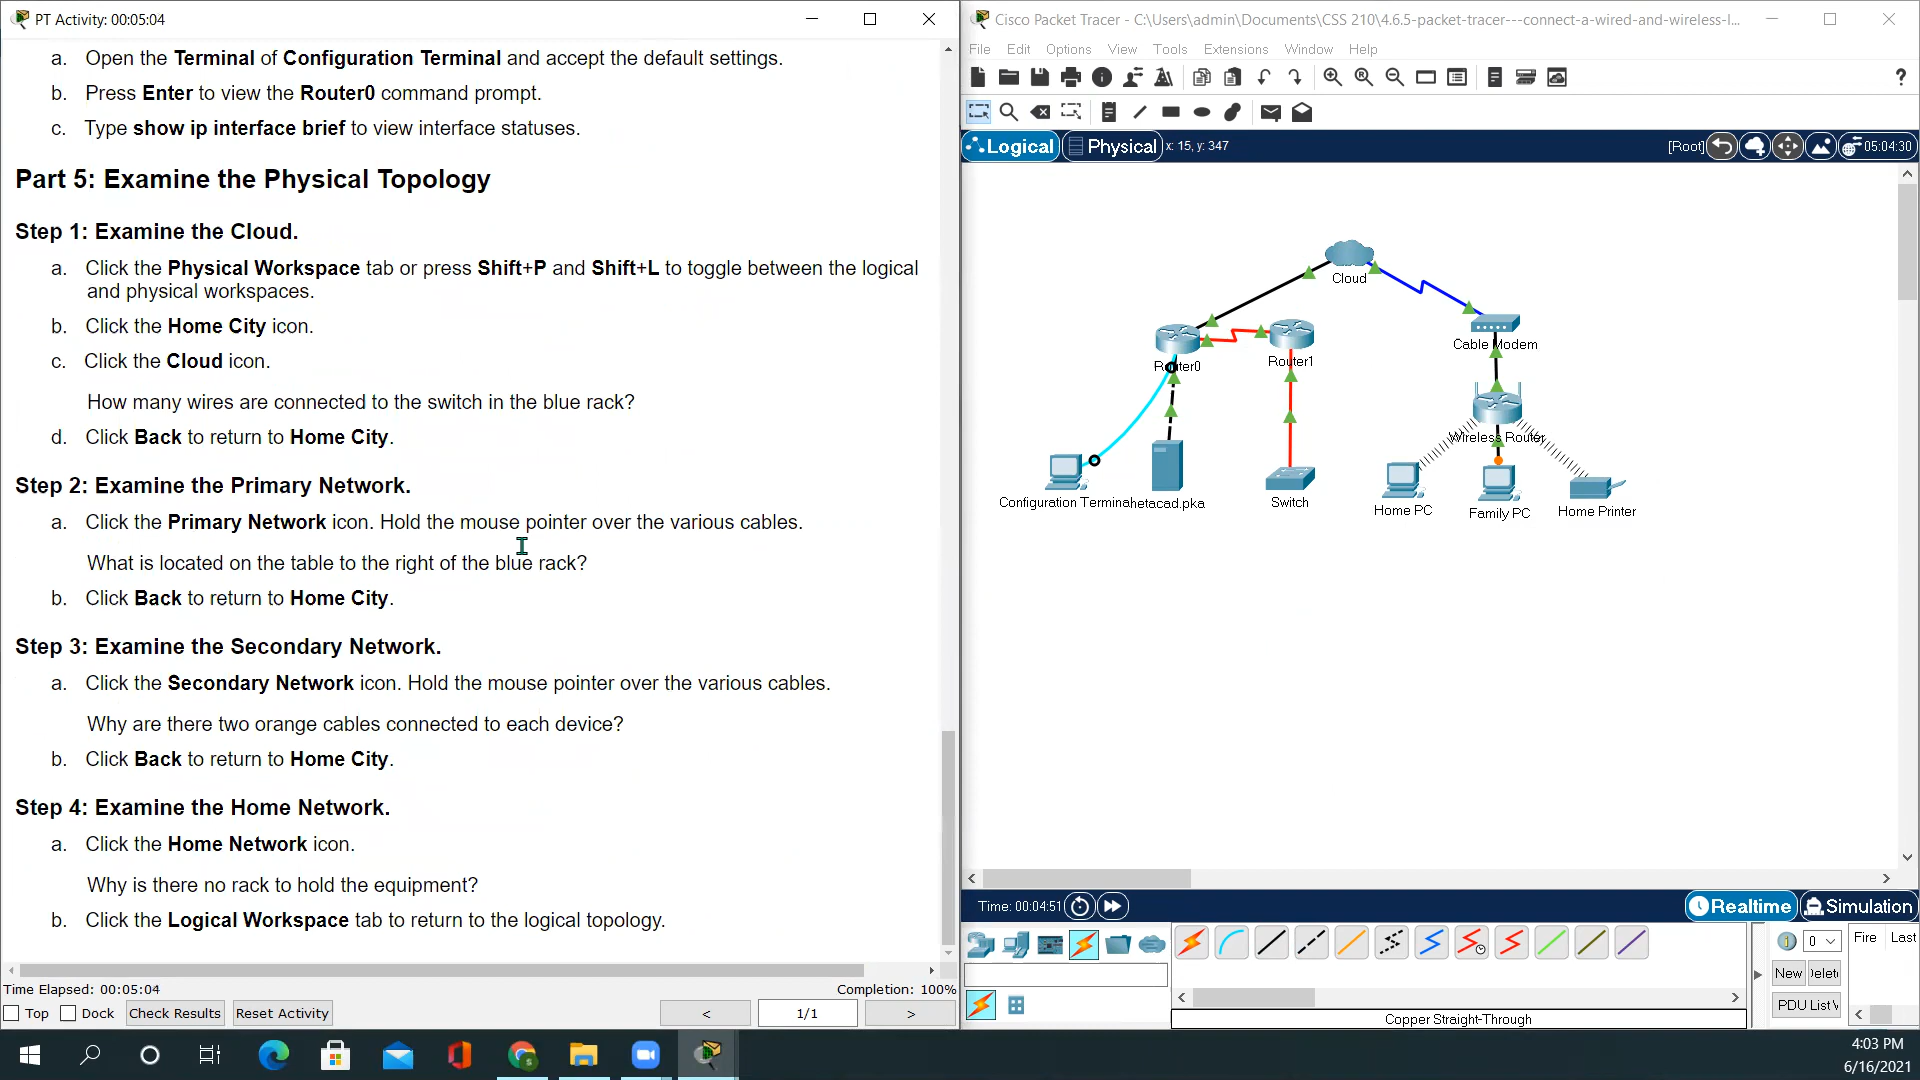 PT Activity: 00:05:04
a. Open the Terminal of Configuration Terminal and accept the default settings.
b. Press Enter to view the Router0 command prompt.
c. Type show ip interface brief to view interface statuses.
Part 5: Examine the Physical Topology
Step 1: Examine the Cloud.
a. Click the Physical Workspace tab or press Shift+P and Shift+L to toggle between the logical
and physical workspaces.
b. Click the Home City icon.
c. Click the Cloud icon.
How many wires are connected to the switch in the blue rack?
d. Click Back to return to Home City.
Step 2: Examine the Primary Network.
a. Click the Primary Network icon. Hold the mouse pointer over the various cables.
What is located on the table to the right of the blue rack?
b. Click Back to return to Home City.
Step 3: Examine the Secondary Network.
a. Click the Secondary Network icon. Hold the mouse pointer over the various cables.
Why are there two orange cables connected to each device?
b. Click Back to return to Home City.
Step 4: Examine the Home Network.
a. Click the Home Network icon.
Why is there no rack to hold the equipment?
b. Click the Logical Workspace tab to return to the logical topology.
Time Elapsed: 00:05:04 Completion: 100%
Top Dock Check Results Reset Activity < 1/1 >
Cisco Packet Tracer - C:\Users\admin\Documents\CSS 210\4.6.5-packet-tracer---connect-a-wired-and-wireless-l...
File Edit Options View Tools Extensions Window Help
?
Logical Physical x: 15, y: 347 [Root] 05:04:30
Cloud
Router0 Router1 Cable Modem
Wireless Router
Configuration Terminal hetacad.pka Switch Home PC Family PC Home Printer
Time: 00:04:51 Realtime Simulation
0 Fire Last
New Delet
PDU List W
Copper Straight-Through
4:03 PM
6/16/2021